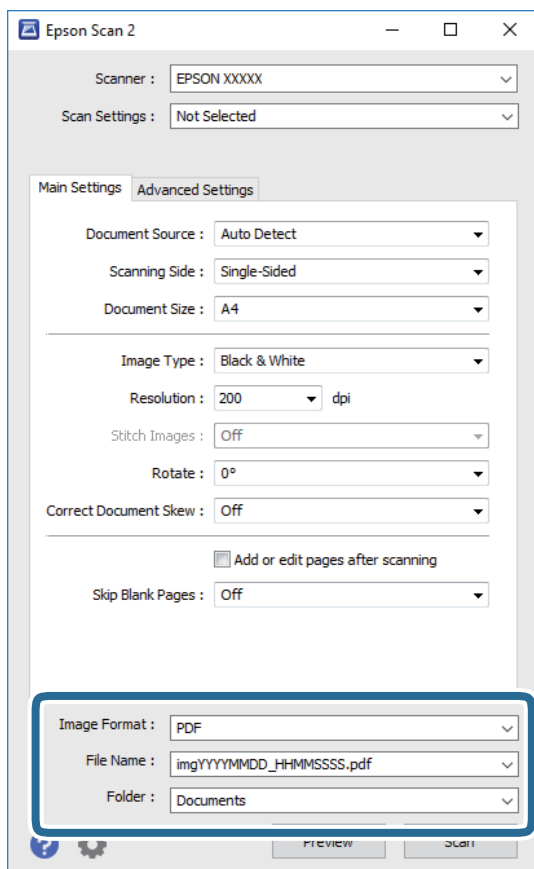 Epson Scan 2
Scanner : EPSON XXXXX
Scan Settings : Not Selected
Main Settings Advanced Settings
Document Source : Auto Detect
Scanning Side : Single-Sided
Document Size : A4
Image Type : Black & White
Resolution : 200 dpi
Stitch Images : Off
Rotate : 0°
Correct Document Skew : Off
Add or edit pages after scanning
Skip Blank Pages : Off
Image Format : PDF
File Name : imgYYYYMMDD_HHMMSSSS.pdf
Folder : Documents
? Preview Scan